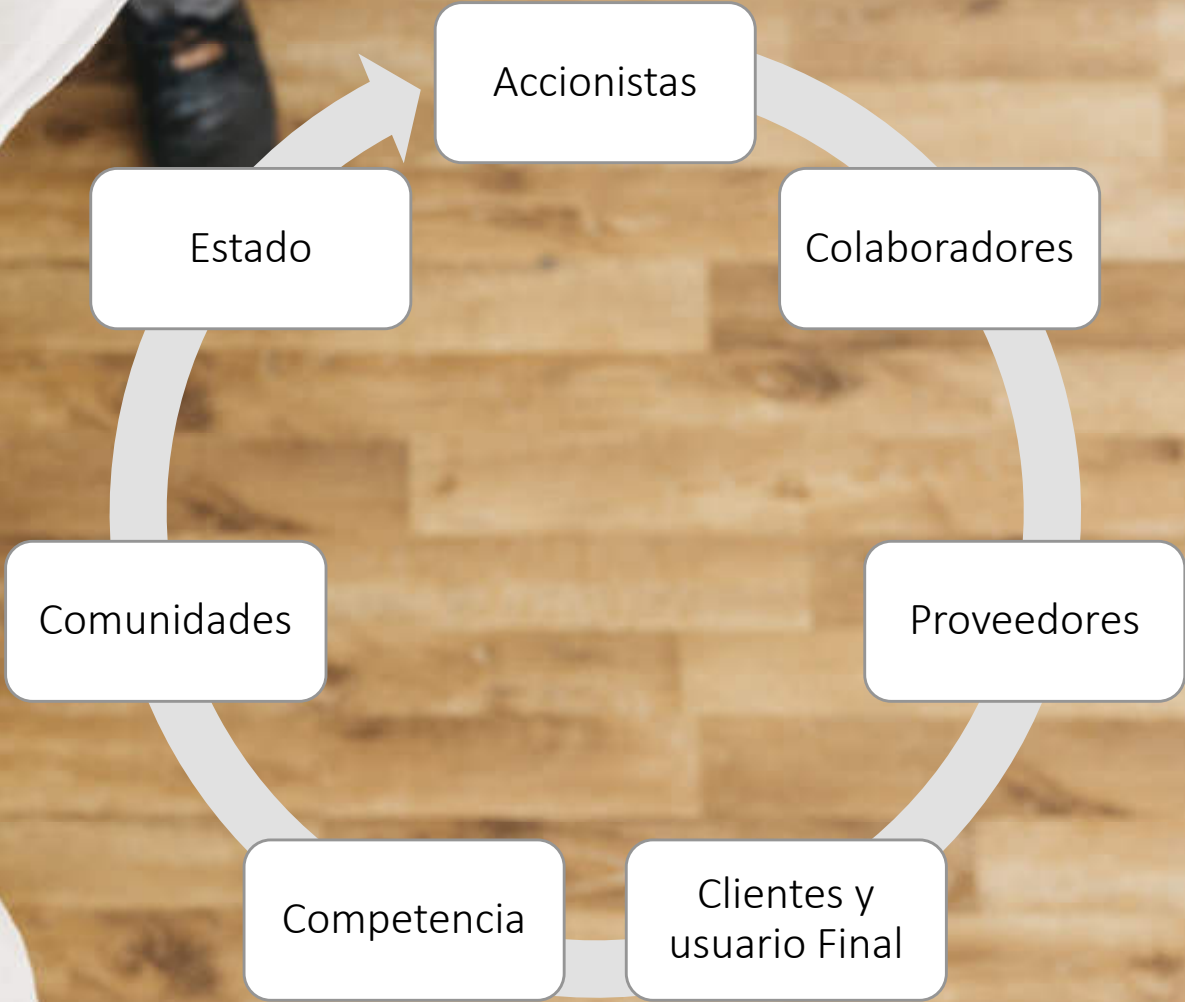 Accionistas
Colaboradores
Proveedores
Clientes y
usuario Final
Competencia
Comunidades
Estado